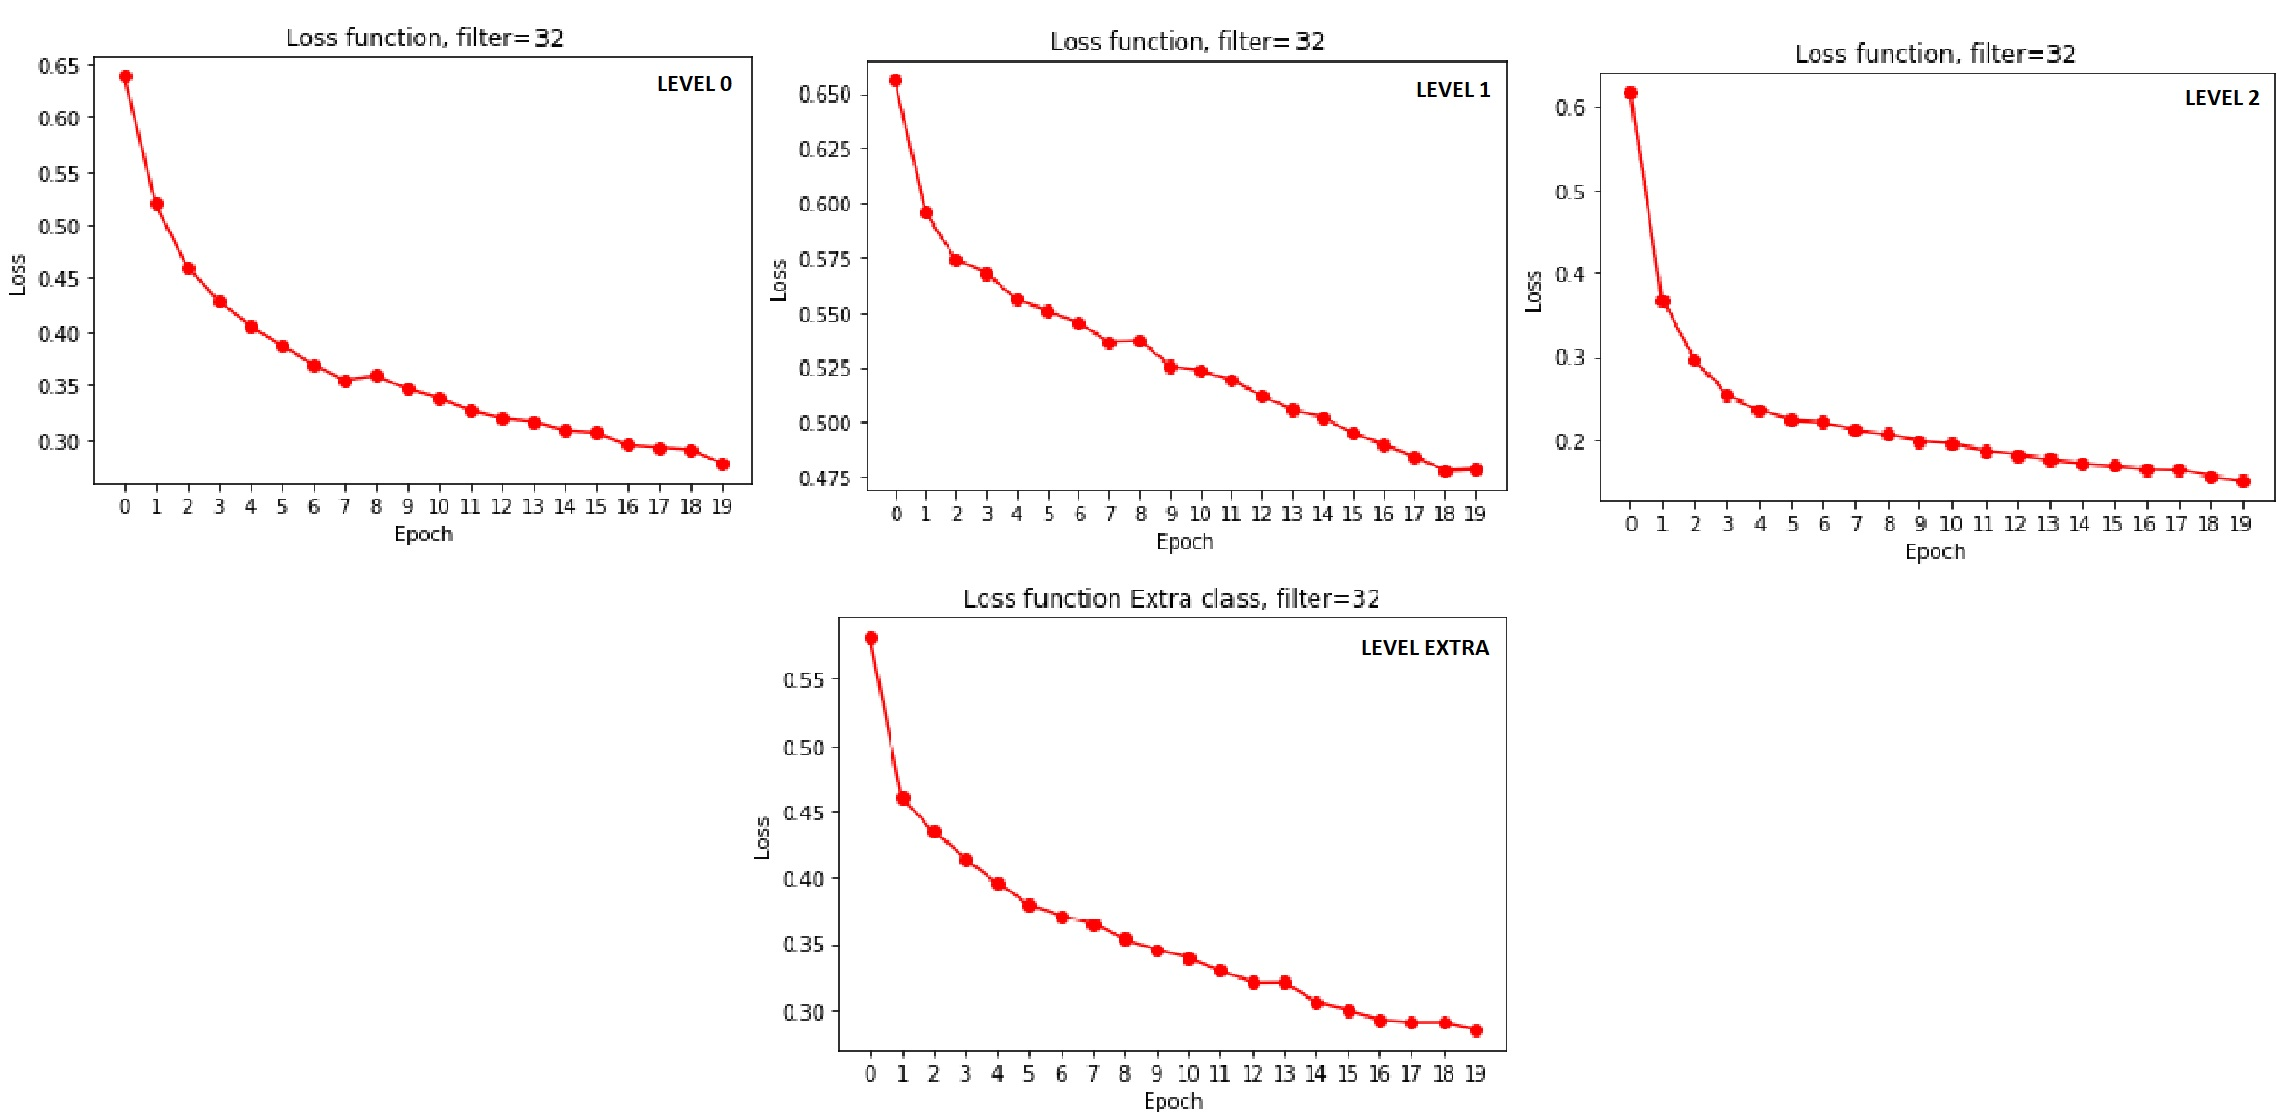 Loss function, filter=32
LEVEL 0
0.65
0.60
0.55
0.50
0.45
0.40
0.35
0.30
Loss
0 1 2 3 4 5 6 7 8 9 10 11 12 13 14 15 16 17 18 19
Epoch
Loss function, filter=32
LEVEL 1
0.650
0.625
0.600
0.575
0.550
0.525
0.500
0.475
Loss
0 1 2 3 4 5 6 7 8 9 10 11 12 13 14 15 16 17 18 19
Epoch
Loss function, filter=32
LEVEL 2
0.6
0.5
0.4
0.3
0.2
Loss
0 1 2 3 4 5 6 7 8 9 10 11 12 13 14 15 16 17 18 19
Epoch
Loss function Extra class, filter=32
LEVEL EXTRA
0.55
0.50
0.45
0.40
0.35
0.30
Loss
0 1 2 3 4 5 6 7 8 9 10 11 12 13 14 15 16 17 18 19
Epoch